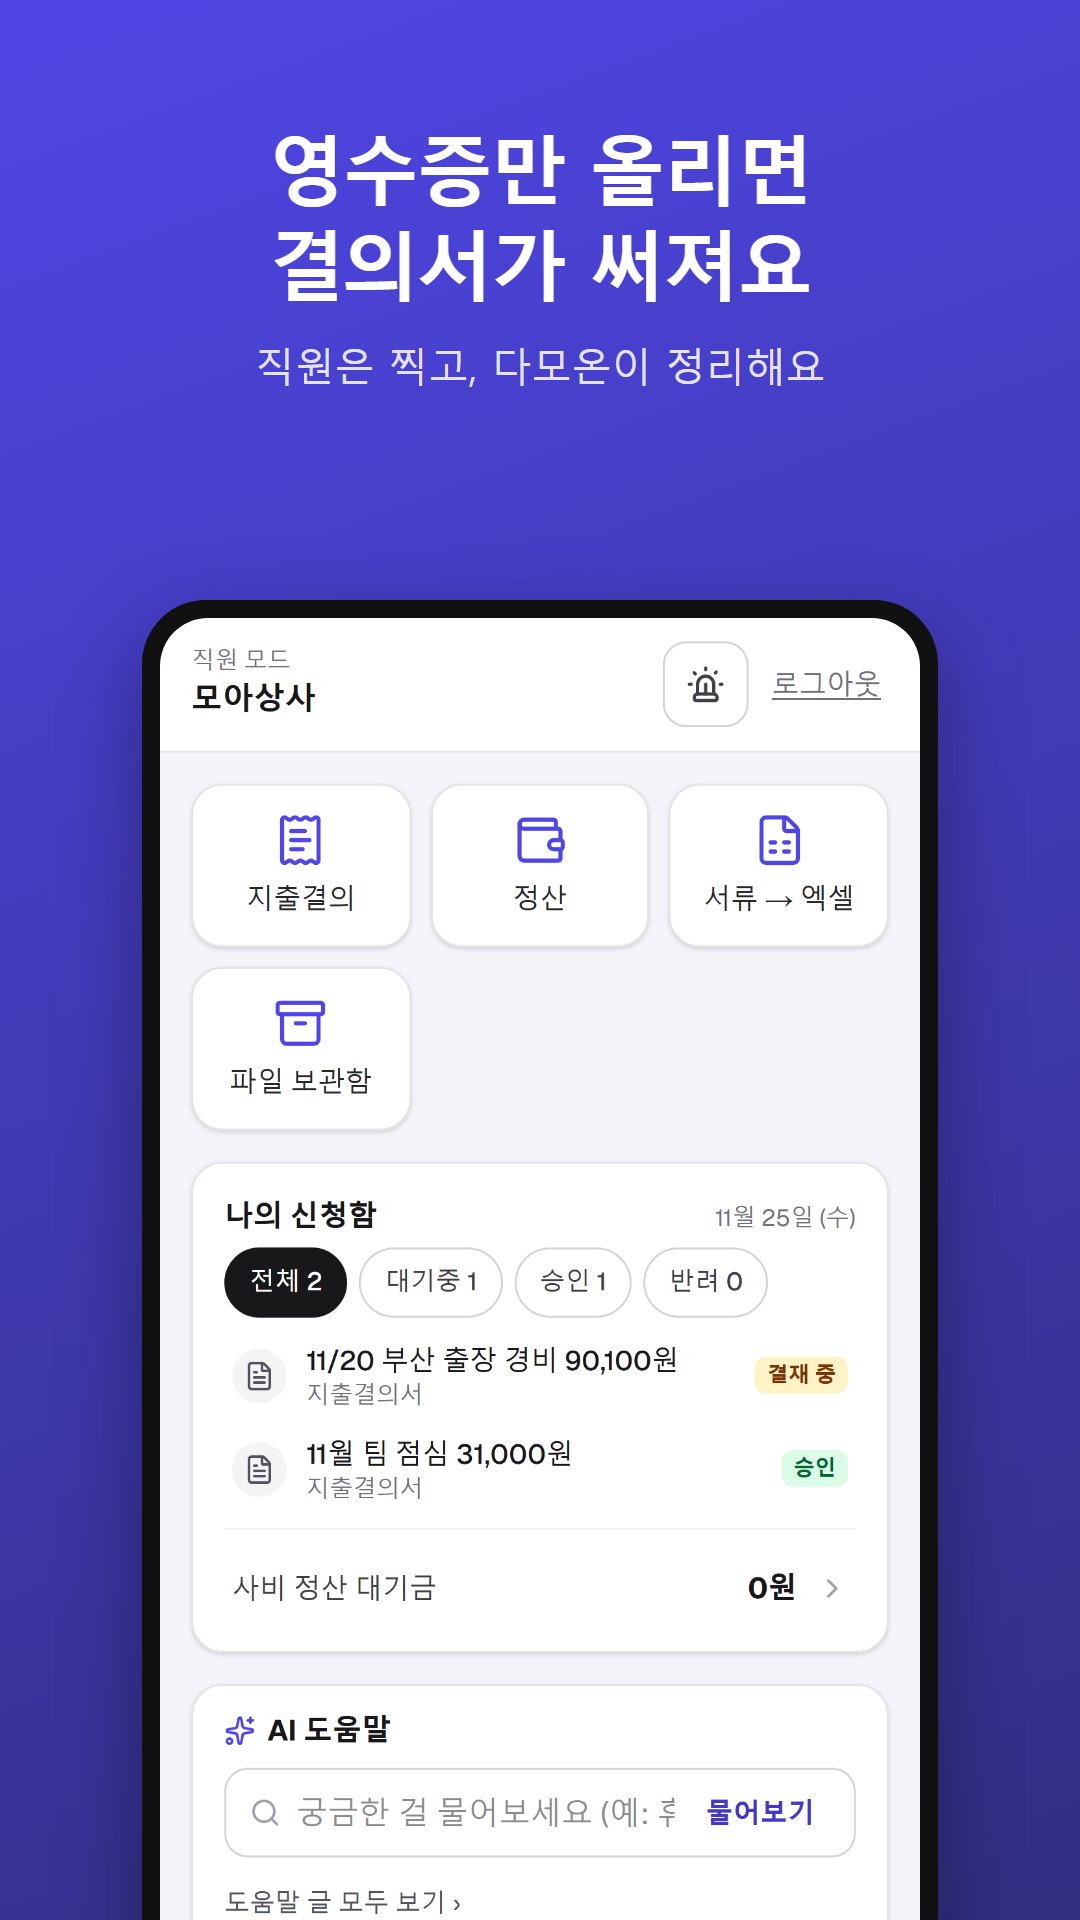 영수증만 올리면
결의서가 써져요
직원은 찍고, 다모온이 정리해요
직원 모드
모아상사
로그아웃
지출결의
정산
서류 → 엑셀
파일 보관함
나의 신청함
11월 25일 (수)
전체 2
대기중 1
승인 1
반려 0
11/20 부산 출장 경비 90,100원
지출결의서
결재 중
11월 팀 점심 31,000원
지출결의서
승인
사비 정산 대기금
0원
AI 도움말
궁금한 걸 물어보세요 (예:
물어보기
도움말 글 모두 보기 ›